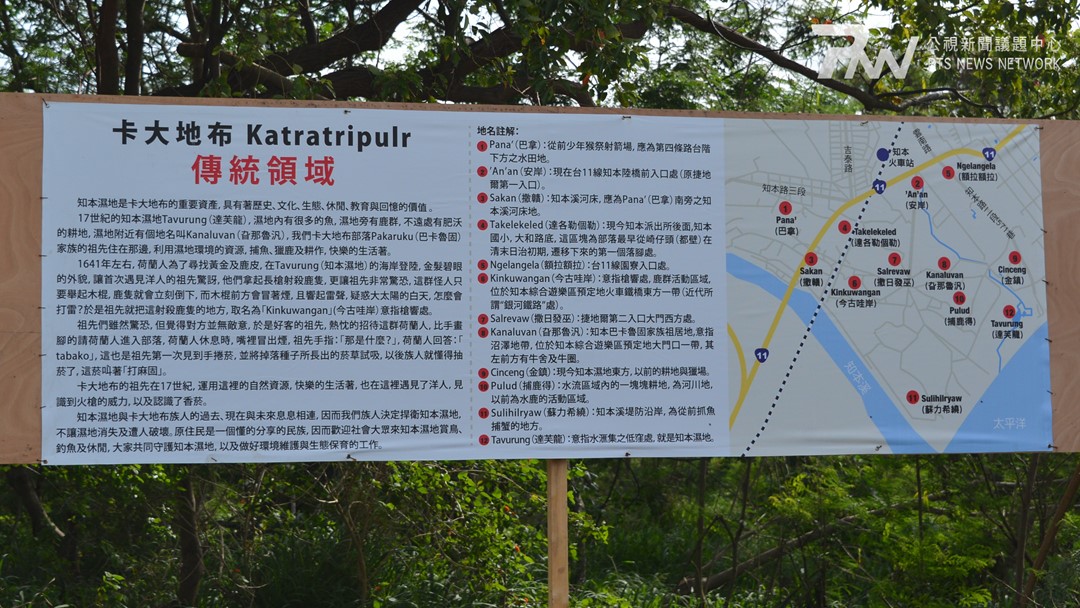 公視新聞議題中心
PTS NEWS NETWORK
卡大地布 Katratripulr
傳統領域
知本濕地是卡大地布的重要資產，具有著歷史、文化、生態、休閒、教育與回憶的價值。
17世紀的知本濕地Tavurung（達芙龍），濕地內有很多的魚，濕地旁有鹿群，不遠處有肥沃
的耕地，濕地附近有個地名叫Kanaluvan（旮那魯汎），我們卡大地布部落Pakaruku（巴卡魯固）
家族的祖先住在那邊，利用濕地環境的資源，捕魚、獵鹿及耕作，快樂的生活著。
1641年左右，荷蘭人為了尋找黃金及鹿皮，在Tavurung（知本濕地）的海岸登陸，金髮碧眼
的外貌，讓首次遇見洋人的祖先驚訝，他們拿起長槍射殺鹿隻，更讓祖先非常驚恐，這群怪人只
要舉起木棍，鹿隻就會立刻倒下，而木棍前方會冒著煙，且響起雷聲，疑惑大太陽的白天，怎麼會
打雷？於是祖先就把這射殺鹿隻的地方，取名為「Kinkuwangan」（今古哇岸）意指槍響處。
祖先們雖然驚恐，但覺得對方並無敵意，於是好客的祖先，熱忱的招待這群荷蘭人，比手畫
腳的請荷蘭人進入部落，荷蘭人休息時，嘴裡冒出煙，祖先手指：「那是什麼？」，荷蘭人回答：「
tabako」，這也是祖先第一次見到手捲菸，並將掉落種子所長出的菸草試吸，以後族人就懂得抽
菸了，這菸叫著「打麻固」。
卡大地布的祖先在17世紀，運用這裡的自然資源，快樂的生活著，也在這裡遇見了洋人，見
識到火槍的威力，以及認識了香菸。
知本濕地與卡大地布族人的過去、現在與未來息息相連，因而我們族人決定捍衛知本濕地，
不讓濕地消失及遭人破壞。原住民是一個懂的分享的民族，因而歡迎社會大眾來知本濕地賞鳥、
釣魚及休閒，大家共同守護知本濕地，以及做好環境維護與生態保育的工作。
地名註解：
1 Pana'（巴拿）：從前少年猴祭射箭場，應為第四條路台階
下方之水田地。
2 'An'an（安岸）：現在台11線知本陸橋前入口處（原捷地
爾第一入口）。
3 Sakan（撒轎）：知本溪河床，應為Pana'（巴拿）南旁之知
本溪河床地。
4 Takelekeled（達各勒個勒）：現今知本派出所後面，知本
國小，大和路底，這區塊為部落最早從崎仔頭（都壁）在
清末日治初期，遷移下來的第一個落腳處。
5 Ngelangela（額拉額拉）：台11線園寮入口處。
6 Kinkuwangan（今古哇岸）：意指槍響處，鹿群活動區域，
位於知本綜合遊樂區預定地火車鐵橋東方一帶（近代所
謂"銀河鐵路"處）。
7 Salrevaw（撒日發巫）：捷地爾第二入口大門西方處。
8 Kanaluvan（旮那魯汎）：知本巴卡魯固家族祖居地，意指
沼澤地帶，位於知本綜合遊樂區預定地大門口一帶，其
左前方有牛舍及牛圈。
9 Cinceng（金鎮）：現今知本濕地東方，以前的耕地與獵場。
10 Pulud（捕鹿得）：水流區域內的一塊塊耕地，為河川地，
以前為水鹿的活動區域。
11 Sulihilryaw（蘇力希繞）：知本溪堤防沿岸，為從前抓魚
捕蟹的地方。
12 Tavurung（達芙龍）：意指水滙集之低窪處，就是知本濕地。
吉泰路
知本路三段
知本
火車站
11
11
11
5
Ngelangela
（額拉額拉）
2
'An'an
（安岸）
1
Pana'
（巴拿）
4
Takelekeled
（達各勒個勒）
3
Sakan
（撒轎）
7
Salrevaw
（撒日發巫）
8
Kanaluvan
（旮那魯汎）
9
Cinceng
（金鎮）
6
Kinkuwangan
（今古哇岸）
10
Pulud
（捕鹿得）
12
Tavurung
（達芙龍）
11
Sulihilryaw
（蘇力希繞）
知本溪
太平洋